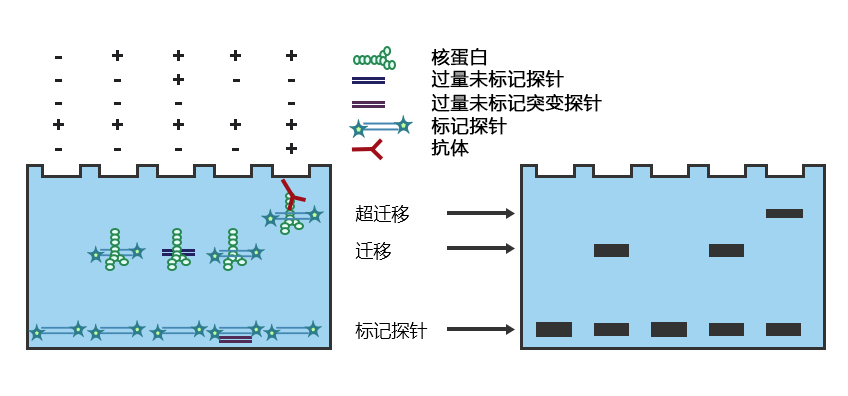 - + + + + 核蛋白
- - + - - 过量未标记探针
- - - - 过量未标记突变探针
+ + + + + 标记探针
- - - - + 抗体
超迁移
迁移
标记探针